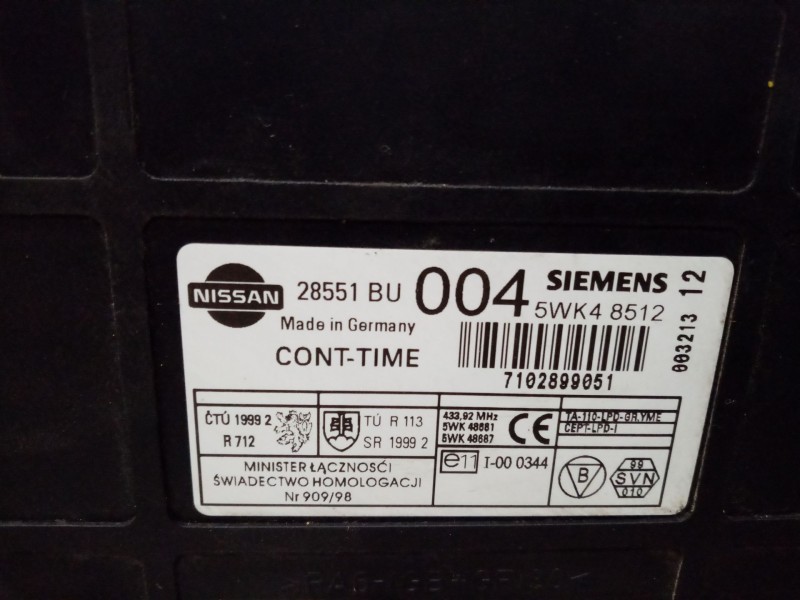 NISSAN 28551 BU 004 SIEMENS
5WK4 8512
Made in Germany
CONT-TIME
7102899051
003213 12
ČTÚ 1999 2
R 712
TÚ R 113
SR 1999 2
433,92 MHz
5WK 48681
5WK 48687
CE
TA-110-LPD-GR.YME
CEPT-LPD-I
MINISTER ŁĄCZNOŚCI
ŚWIADECTWO HOMOLOGACJI
Nr 909/98
e11 I-00 0344
B
99
SVN
010